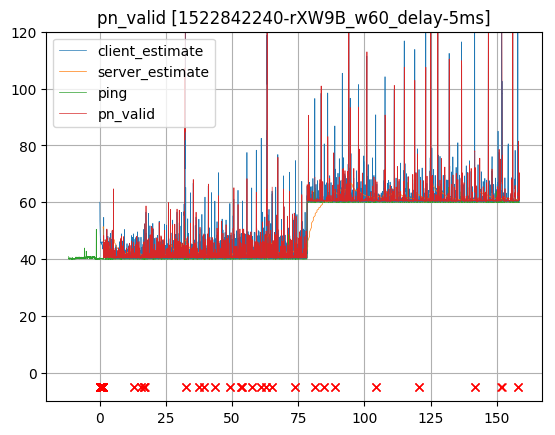 pn_valid [1522842240-rXW9B_w60_delay-5ms]
120
100
80
60
40
20
0
client_estimate
server_estimate
ping
pn_valid
0
25
50
75
100
125
150